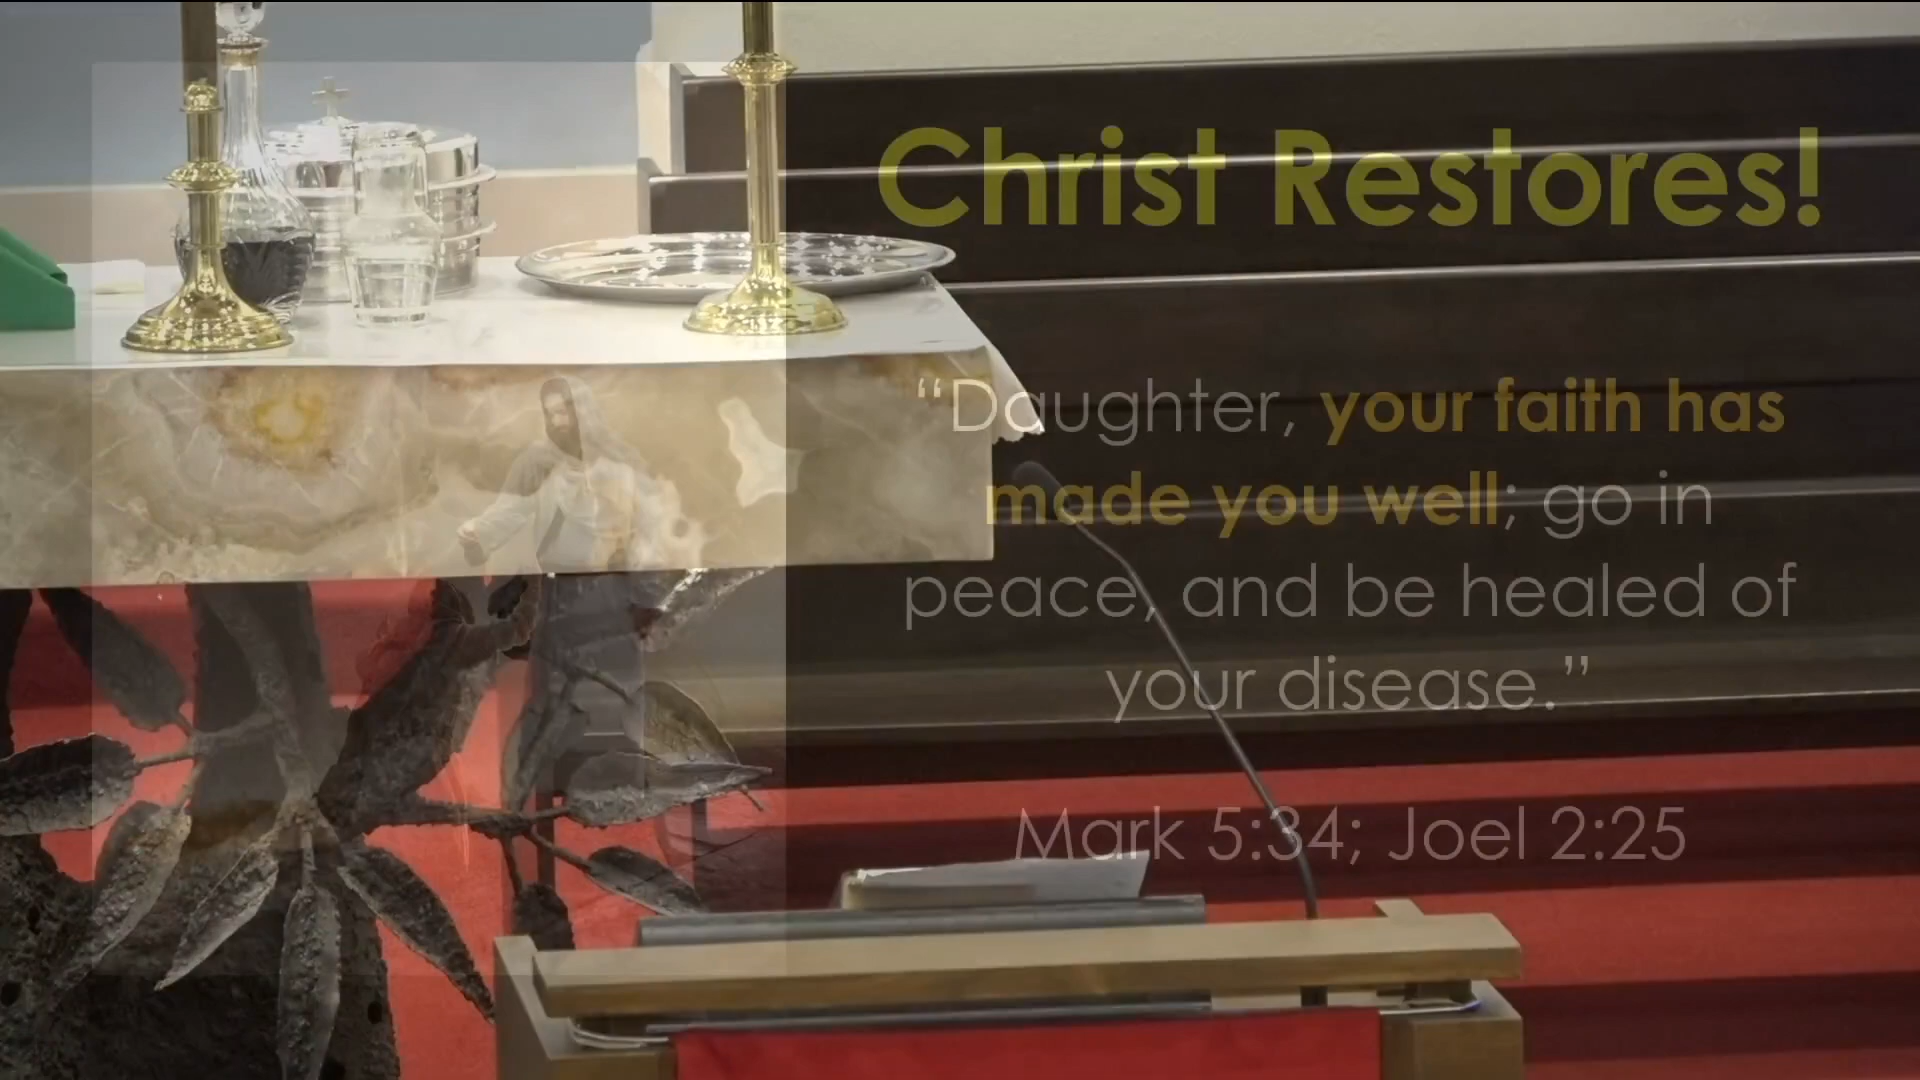 Christ Restores!
“Daughter, your faith has
made you well; go in
peace, and be healed of
your disease.”
Mark 5:34; Joel 2:25